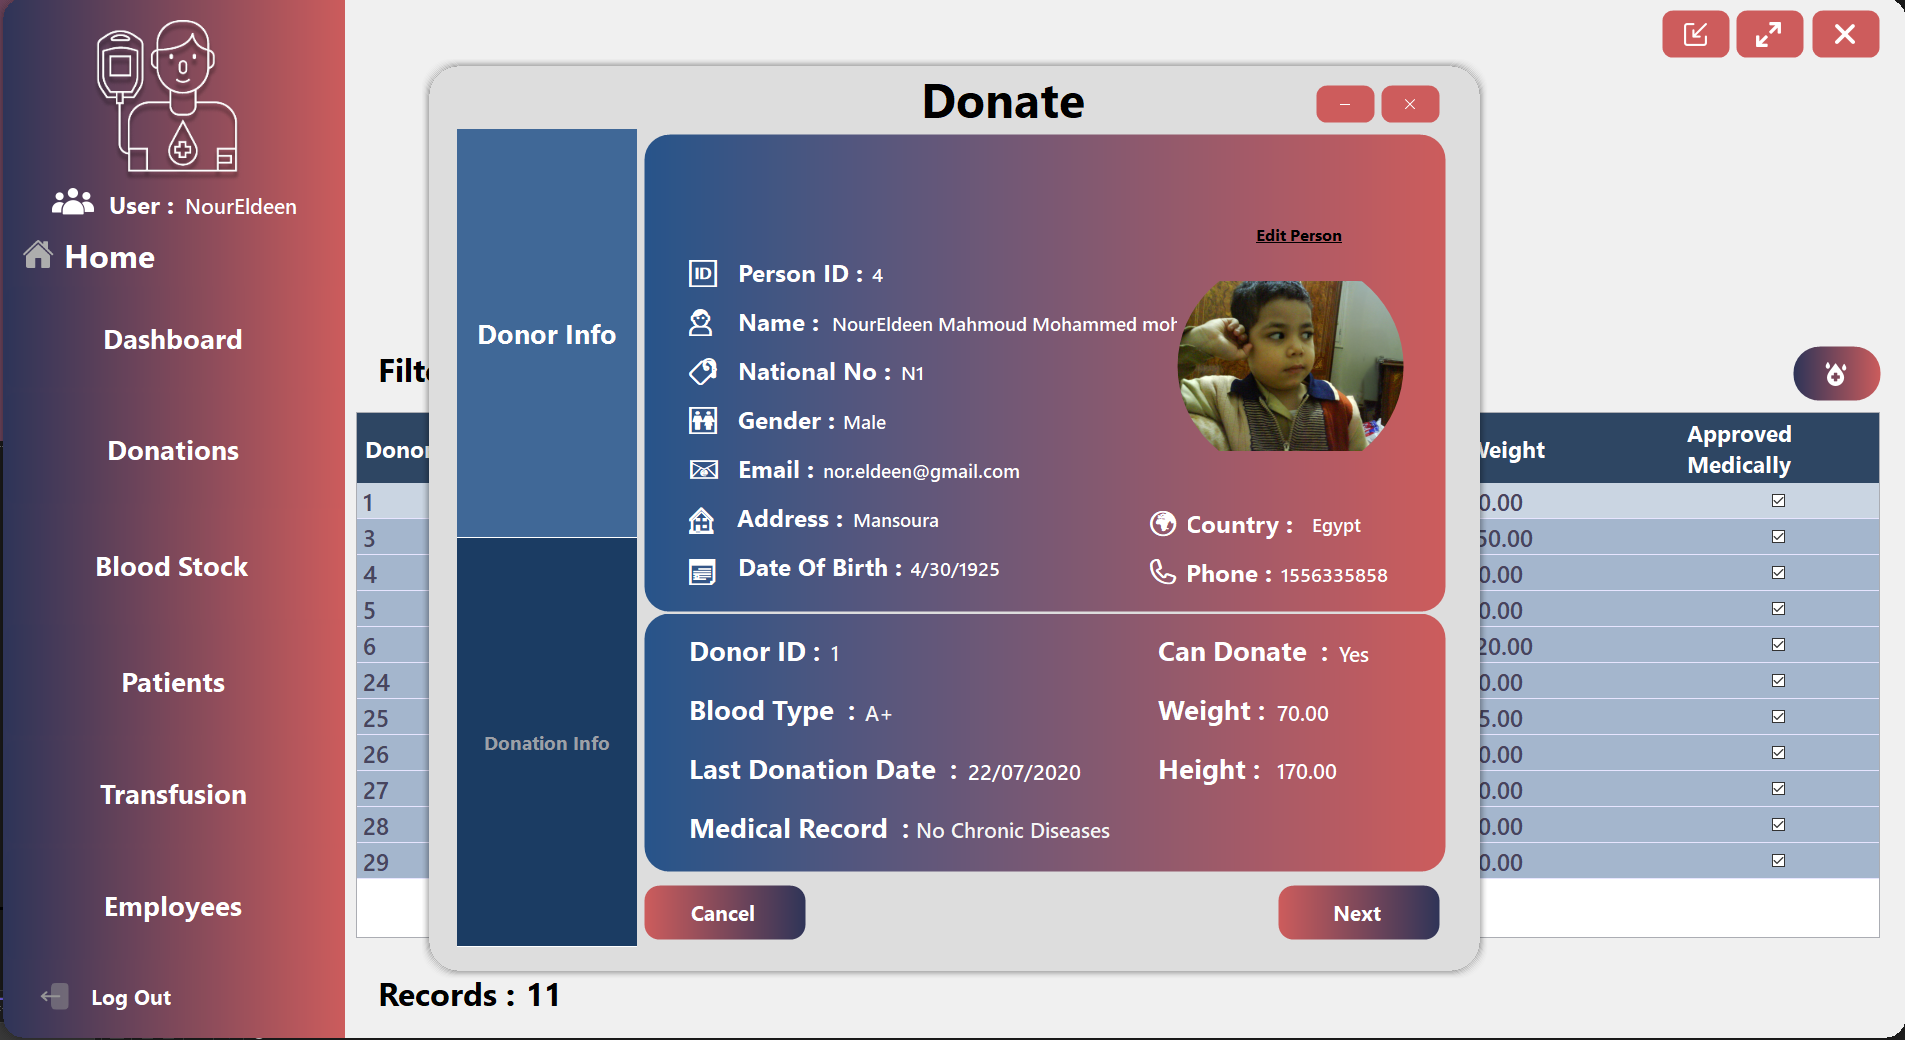 User : NourEldeen
Home
Dashboard
Donations
Blood Stock
Patients
Transfusion
Employees
Log Out
Donate
Donor Info
Donation Info
Edit Person
ID
Person ID : 4
Name : NourEldeen Mahmoud Mohammed moh
National No : N1
Gender : Male
Email : nor.eldeen@gmail.com
Address : Mansoura
Date Of Birth : 4/30/1925
Country : Egypt
Phone : 1556335858
Donor ID : 1
Can Donate : Yes
Blood Type : A+
Weight : 70.00
Last Donation Date : 22/07/2020
Height : 170.00
Medical Record : No Chronic Diseases
Cancel
Next
Filte
Donor
Weight
Approved
Medically
1
0.00
3
50.00
4
0.00
5
0.00
6
20.00
24
0.00
25
5.00
26
0.00
27
0.00
28
0.00
29
0.00
Records : 11